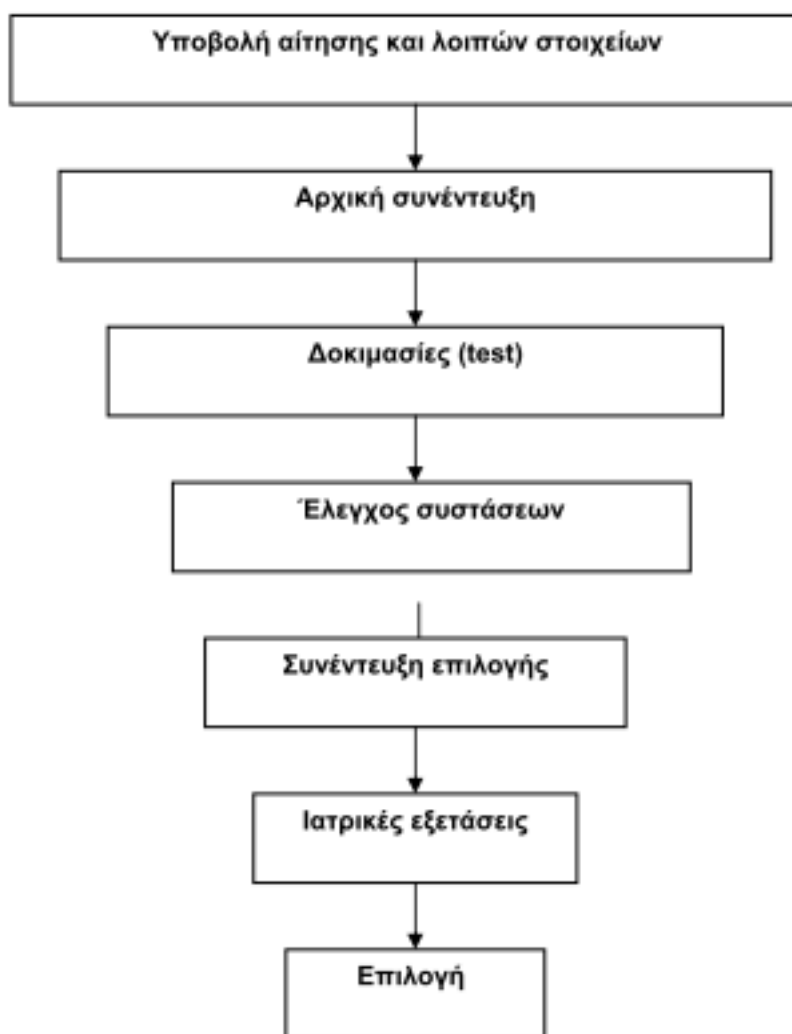 Υποβολή αίτησης και λοιπών στοιχείων
Αρχική συνέντευξη
Δοκιμασίες (test)
Έλεγχος συστάσεων
Συνέντευξη επιλογής
Ιατρικές εξετάσεις
Επιλογή